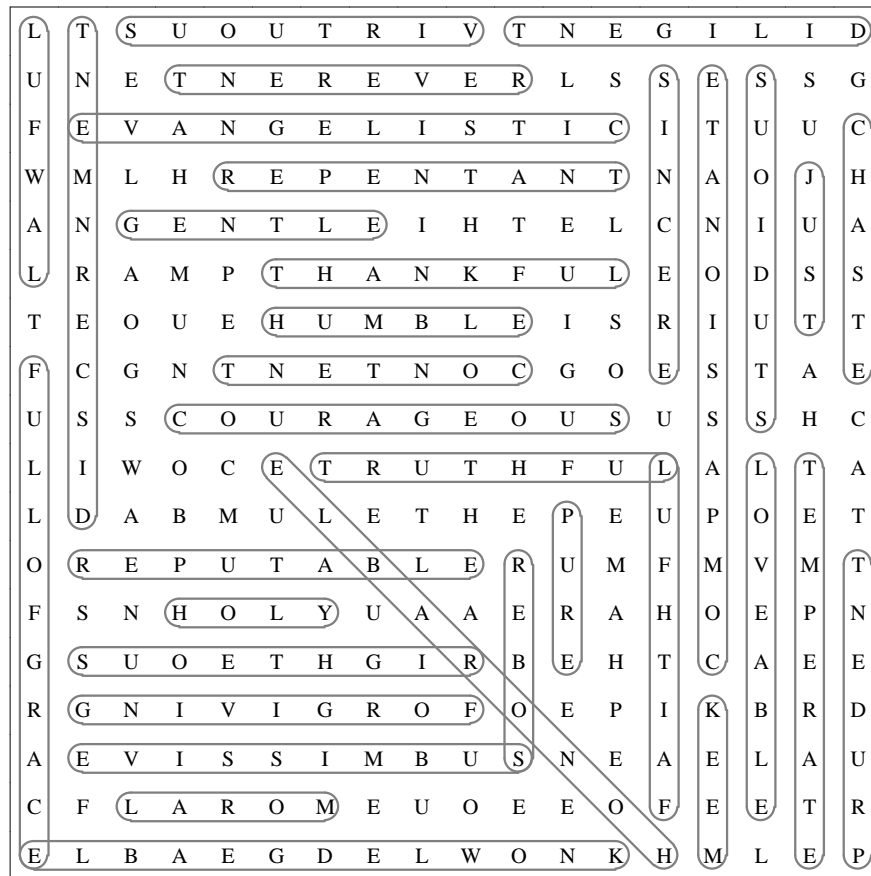 L T S U O U T R I V T N E G I L I D
U N E T N E R E V E R L S S E S S G
F E V A N G E L I S T I C I T U U C
W M L H R E P E N T A N T N A O J H
A N G E N T L E I H T E L C N I U A
L R A M P T H A N K F U L E O D S S
T E O U E H U M B L E I S R I U T T
F C G N T N E T N O C G O E S T A E
U S S C O U R A G E O U S U S S H C
L I W O C E T R U T H F U L A L T A
L D A B M U L E T H E P E U P O E T
O R E P U T A B L E R U M F M V M T
F S N H O L Y U A A E R A H O E P N
G S U O E T H G I R B E H T C A E E
R G N I V I G R O F O E P I K B R D
A E V I S S I M B U S N E A E L A U
C F L A R O M E U O E E O F E E T R
E L B A E G D E L W O N K H M L E P